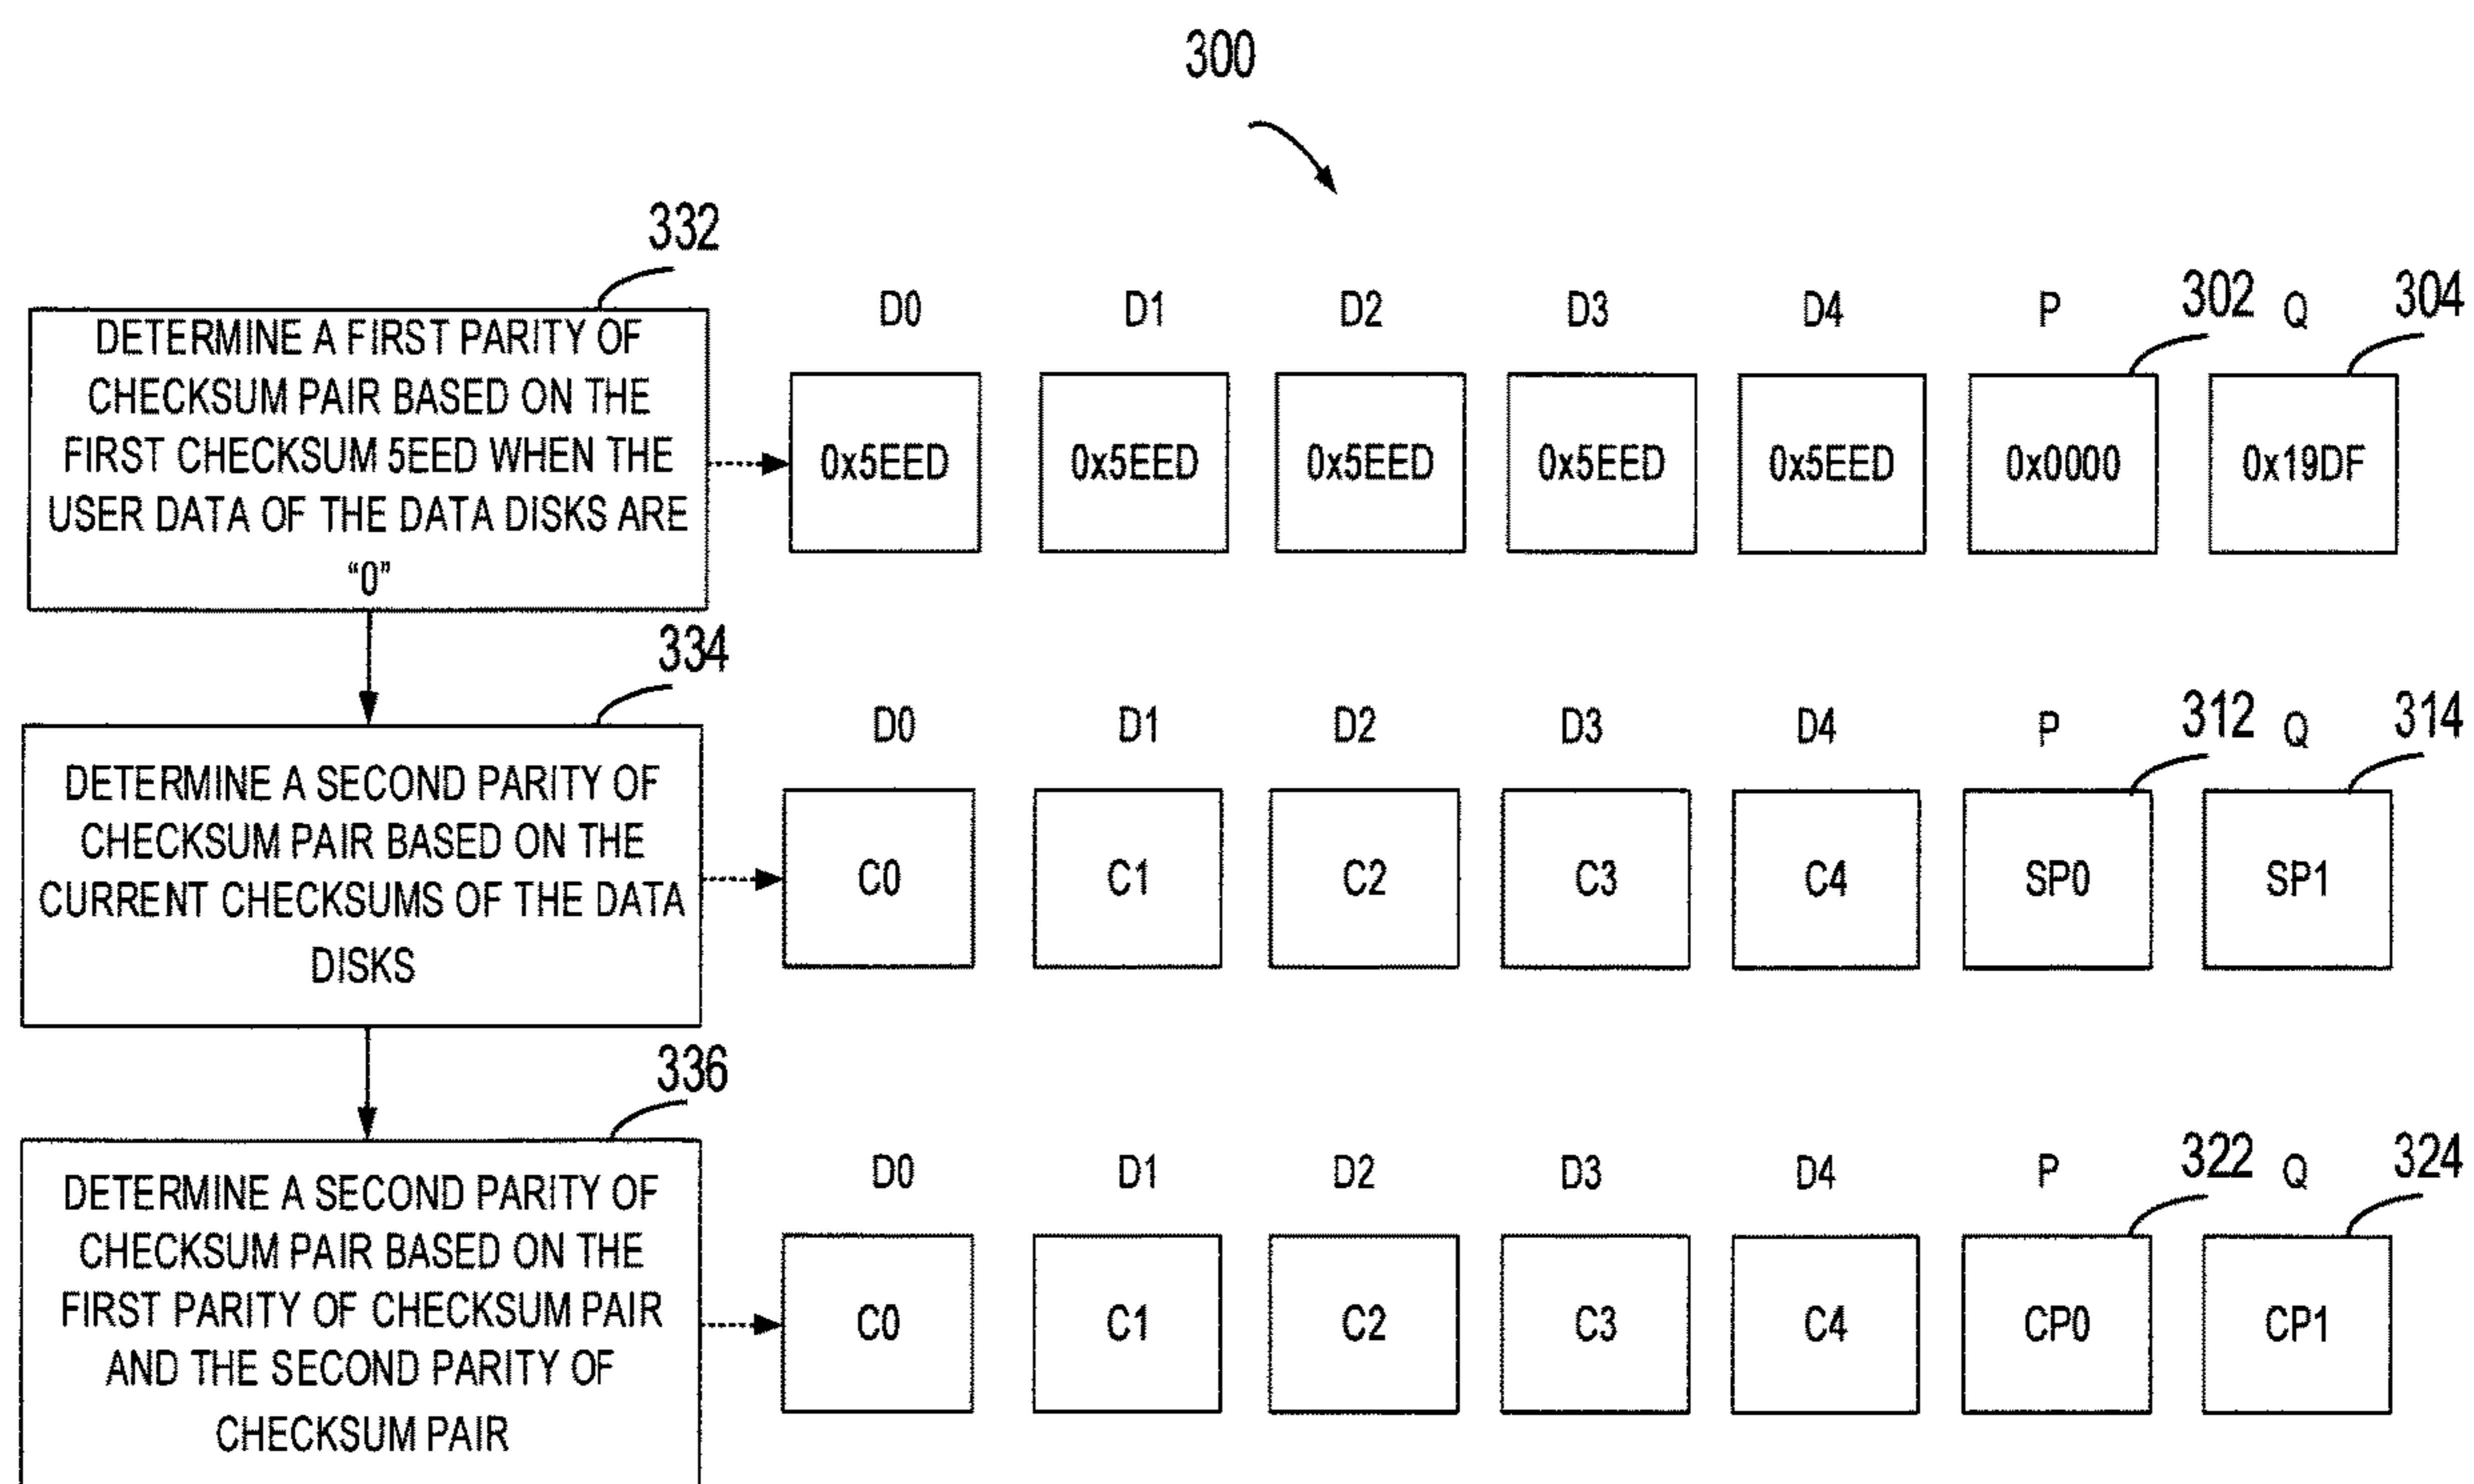 300
332
DETERMINE A FIRST PARITY OF
CHECKSUM PAIR BASED ON THE
FIRST CHECKSUM 5EED WHEN THE
USER DATA OF THE DATA DISKS ARE
“0”
D0 D1 D2 D3 D4 P 302 Q 304
0x5EED 0x5EED 0x5EED 0x5EED 0x5EED 0x0000 0x19DF
334
DETERMINE A SECOND PARITY OF
CHECKSUM PAIR BASED ON THE
CURRENT CHECKSUMS OF THE DATA
DISKS
D0 D1 D2 D3 D4 P 312 Q 314
C0 C1 C2 C3 C4 SP0 SP1
336
DETERMINE A SECOND PARITY OF
CHECKSUM PAIR BASED ON THE
FIRST PARITY OF CHECKSUM PAIR
AND THE SECOND PARITY OF
CHECKSUM PAIR
D0 D1 D2 D3 D4 P 322 Q 324
C0 C1 C2 C3 C4 CP0 CP1